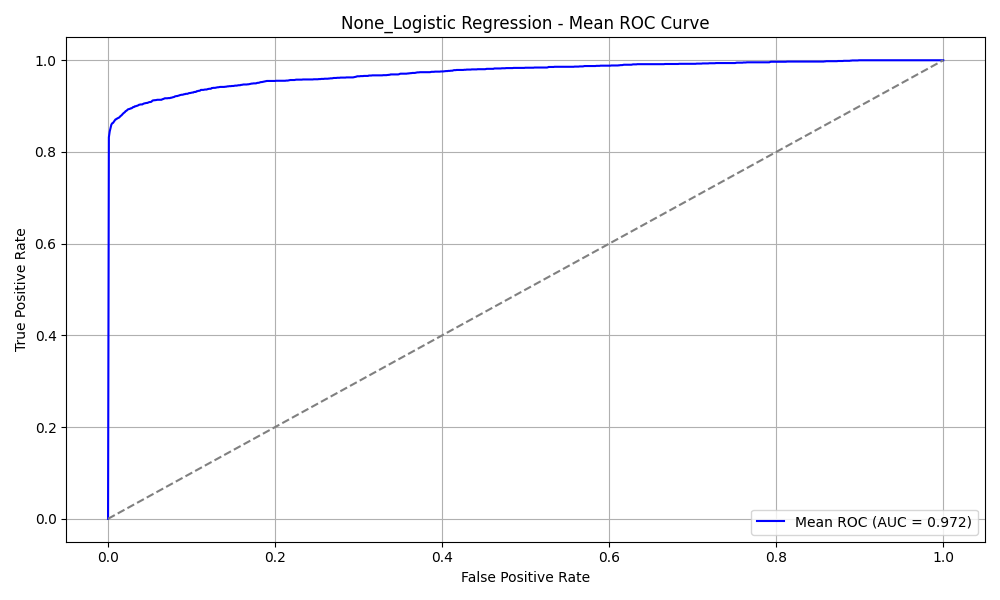 None_Logistic Regression - Mean ROC Curve
True Positive Rate
1.0
0.8
0.6
0.4
0.2
0.0
0.0 0.2 0.4 0.6 0.8 1.0
False Positive Rate
Mean ROC (AUC = 0.972)